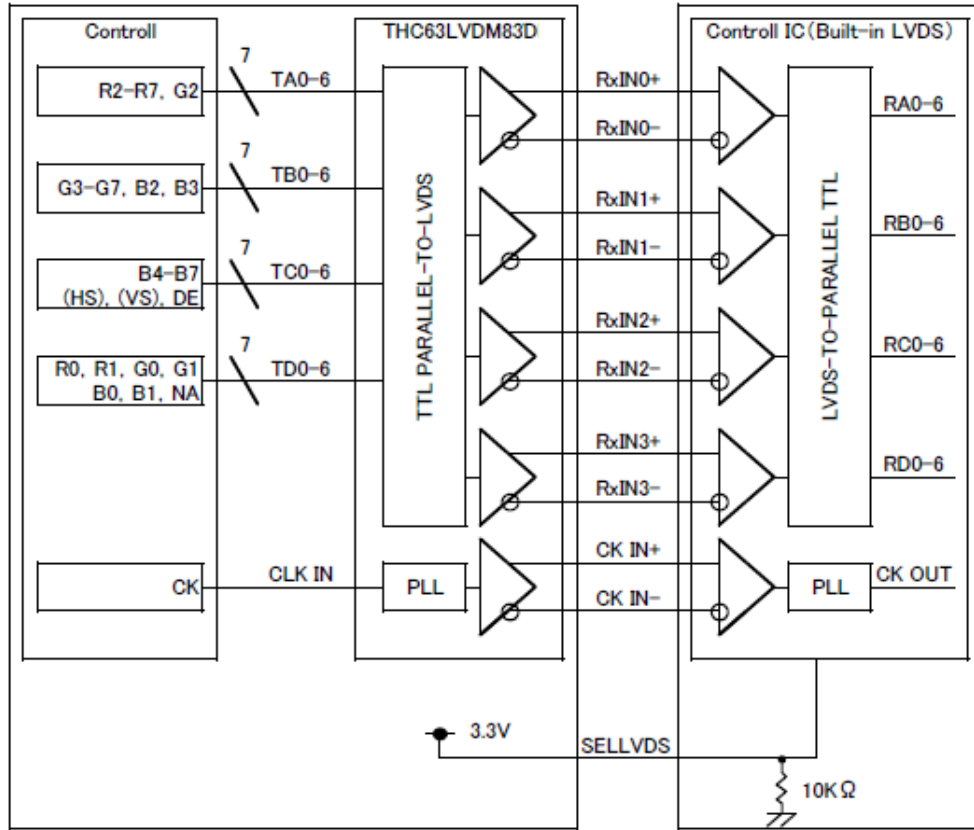 Controll
THC63LVDM83D
Controll IC(Built-in LVDS)
R2-R7, G2
7
TA0-6
RxIN0+
RxIN0-
RA0-6
G3-G7, B2, B3
7
TB0-6
RxIN1+
RxIN1-
RB0-6
B4-B7
(HS), (VS), DE
7
TC0-6
RxIN2+
RxIN2-
RC0-6
R0, R1, G0, G1
B0, B1, NA
7
TD0-6
RxIN3+
RxIN3-
RD0-6
TTL PARALLEL-TO-LVDS
LVDS-TO-PARALLEL TTL
CK
CLK IN
PLL
CK IN+
CK IN-
PLL
CK OUT
3.3V
SELLVDS
10KΩ